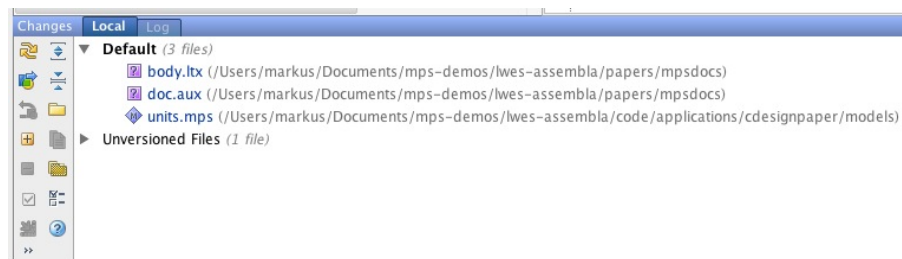 Changes Local Log
Default (3 files)
body.ltx (/Users/markus/Documents/mps-demos/lwes-assembla/papers/mpsdocs)
doc.aux (/Users/markus/Documents/mps-demos/lwes-assembla/papers/mpsdocs)
units.mps (/Users/markus/Documents/mps-demos/lwes-assembla/code/applications/cdesignpaper/models)
Unversioned Files (1 file)